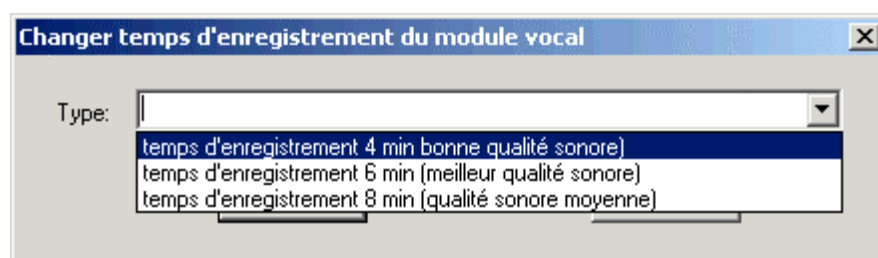 Changer temps d'enregistrement du module vocal
Type:
temps d'enregistrement 4 min bonne qualité sonore)
temps d'enregistrement 6 min (meilleur qualité sonore)
temps d'enregistrement 8 min (qualité sonore moyenne)